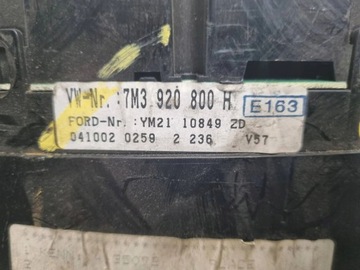 VW-Nr.:7M3 920 800 H
E163
FORD-Nr.:YM21 10849 ZD
041002 0259 2 236 V57